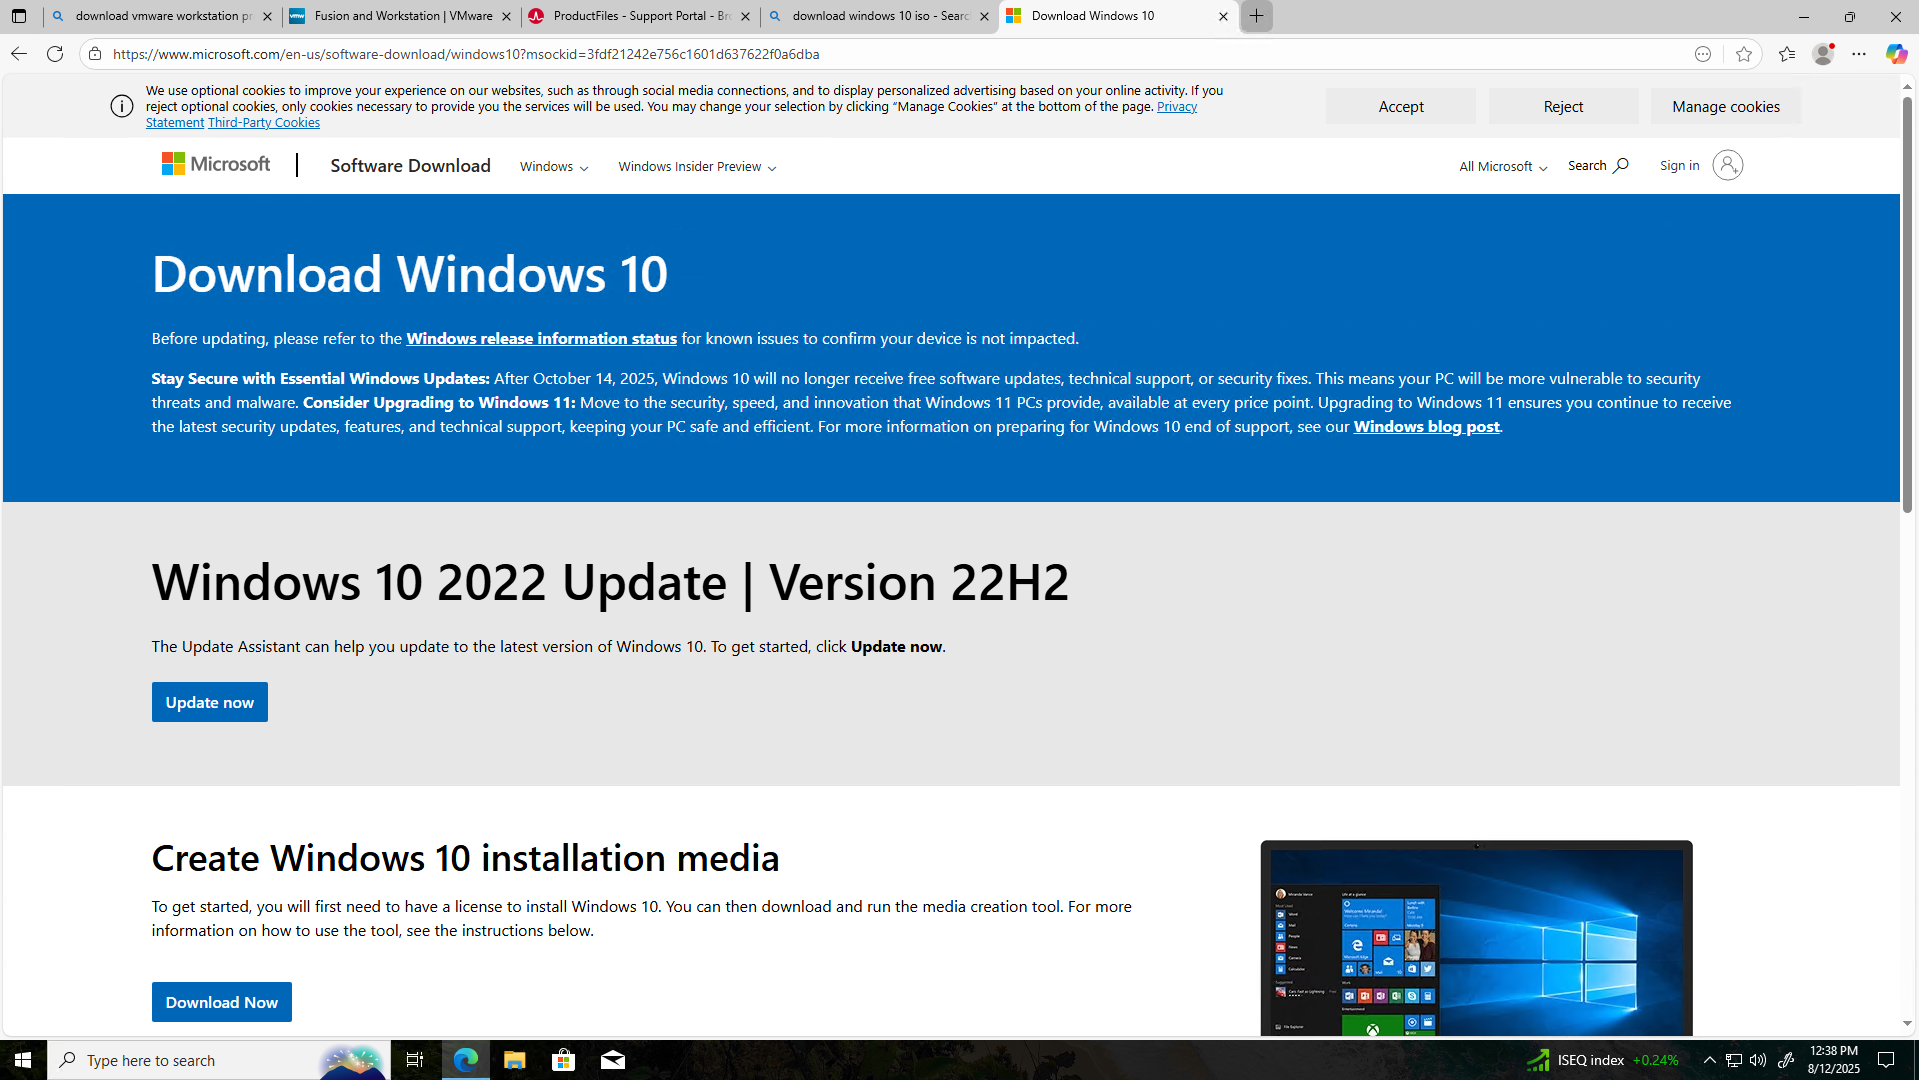 download vmware workstation pr
Fusion and Workstation | VMware
ProductFiles - Support Portal - Bro
download windows 10 iso - Searc
Download Windows 10
https://www.microsoft.com/en-us/software-download/windows10?msockid=3fdf21242e756c1601d637622f0a6dba
We use optional cookies to improve your experience on our websites, such as through social media connections, and to display personalized advertising based on your online activity. If you
reject optional cookies, only cookies necessary to provide you the services will be used. You may change your selection by clicking “Manage Cookies” at the bottom of the page. Privacy
Statement Third-Party Cookies
Accept
Reject
Manage cookies
Microsoft
Software Download
Windows
Windows Insider Preview
All Microsoft
Search
Sign in
Download Windows 10
Before updating, please refer to the Windows release information status for known issues to confirm your device is not impacted.
Stay Secure with Essential Windows Updates: After October 14, 2025, Windows 10 will no longer receive free software updates, technical support, or security fixes. This means your PC will be more vulnerable to security
threats and malware. Consider Upgrading to Windows 11: Move to the security, speed, and innovation that Windows 11 PCs provide, available at every price point. Upgrading to Windows 11 ensures you continue to receive
the latest security updates, features, and technical support, keeping your PC safe and efficient. For more information on preparing for Windows 10 end of support, see our Windows blog post.
Windows 10 2022 Update | Version 22H2
The Update Assistant can help you update to the latest version of Windows 10. To get started, click Update now.
Update now
Create Windows 10 installation media
To get started, you will first need to have a license to install Windows 10. You can then download and run the media creation tool. For more
information on how to use the tool, see the instructions below.
Download Now
Type here to search
ISEQ index +0.24%
12:38 PM
8/12/2025